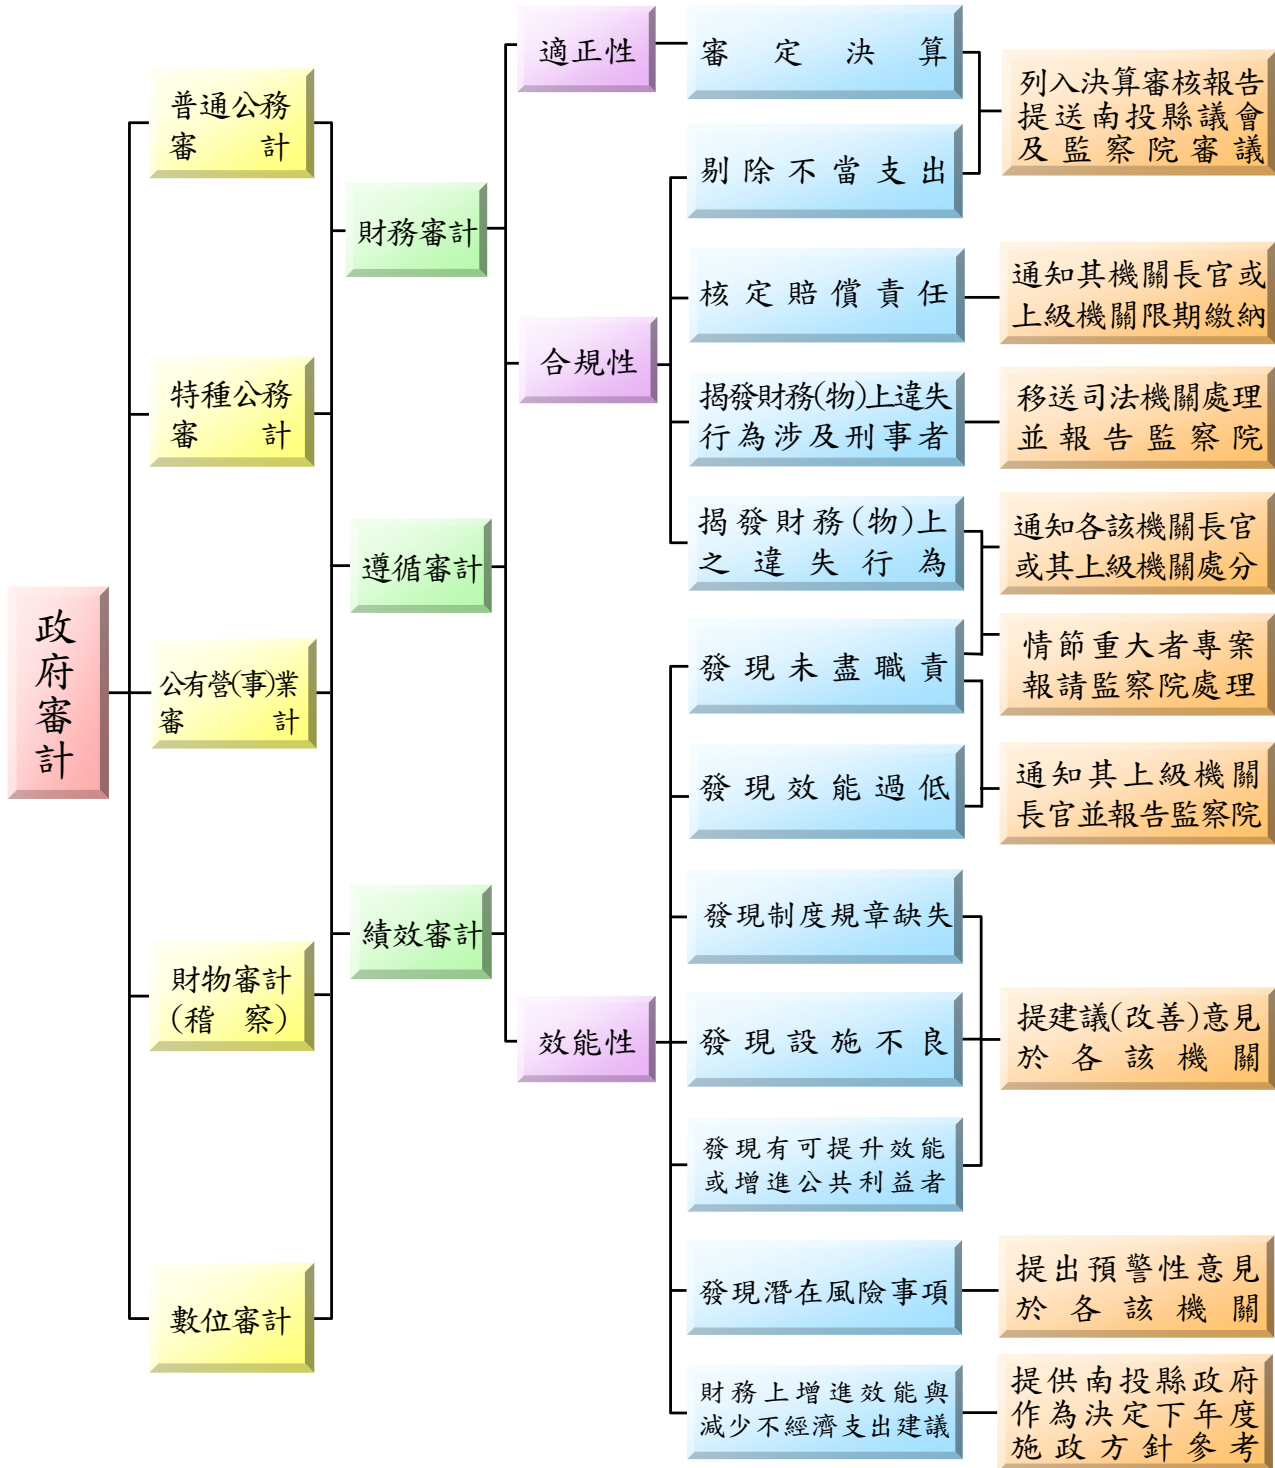 政府審計
普通公務
審計
特種公務
審計
公有營(事)業
審計
財物審計
(稽察)
數位審計
財務審計
遵循審計
績效審計
適正性
合規性
效能性
審定決算
剔除不當支出
核定賠償責任
揭發財務(物)上違失
行為涉及刑事者
揭發財務(物)上
之違失行為
發現未盡職責
發現效能過低
發現制度規章缺失
發現設施不良
發現有可提升效能
或增進公共利益者
發現潛在風險事項
財務上增進效能與
減少不經濟支出建議
列入決算審核報告
提送南投縣議會
及監察院審議
通知其機關長官或
上級機關限期繳納
移送司法機關處理
並報告監察院
通知各該機關長官
或其上級機關處分
情節重大者專案
報請監察院處理
通知其上級機關
長官並報告監察院
提建議(改善)意見
於各該機關
提出預警性意見
於各該機關
提供南投縣政府
作為決定下年度
施政方針參考